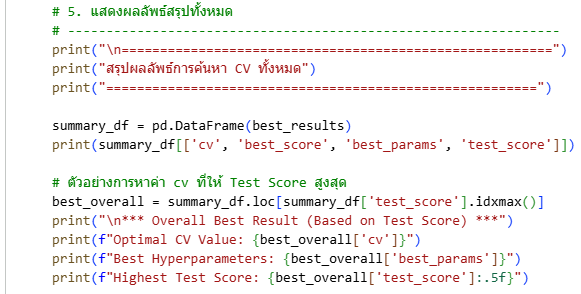 # 5. แสดงผลลัพธ์สรุปทั้งหมด
# ----------------------------------------------------------------
print("\n========================================================")
print("สรุปผลลัพธ์การค้นหา CV ทั้งหมด")
print("========================================================")
summary_df = pd.DataFrame(best_results)
print(summary_df[['cv', 'best_score', 'best_params', 'test_score']])
# ตัวอย่างการหาค่า cv ที่ให้ Test Score สูงสุด
best_overall = summary_df.loc[summary_df['test_score'].idxmax()]
print("\n*** Overall Best Result (Based on Test Score) ***")
print(f"Optimal CV Value: {best_overall['cv']}")
print(f"Best Hyperparameters: {best_overall['best_params']}")
print(f"Highest Test Score: {best_overall['test_score']:.5f}")